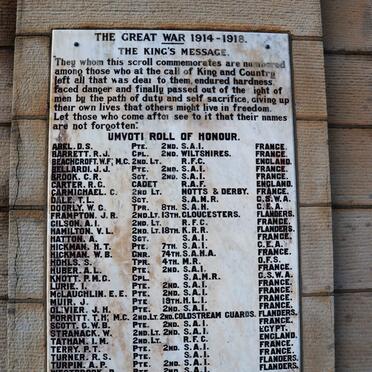 THE GREAT WAR 1914-1918.
THE KING'S MESSAGE.
"They whom this scroll commemorates are numbered
among those who at the call of King and Country
left all that was dear to them, endured hardness,
faced danger and finally passed out of the sight of
men by the path of duty and self sacrifice, giving up
their own lives that others might live in freedom.
Let those who come after see to it that their names
are not forgotten."
UMVOTI ROLL OF HONOUR.
ABEL. D.S. PTE. 2ND. S.A.I. FRANCE.
BARRETT. R.J. CPL. 2ND. WILTSHIRES. FRANCE.
BEACHCROFT. W.F. M.C. 2ND. LT. R.F.C. ENGLAND.
BELLARDI. J.J. PTE. 2ND. S.A.I. FRANCE.
BROOK. C.R. SGT. 2ND. S.A.I. FRANCE.
CARTER. R.G. CADET R.A.F. ENGLAND.
CARMICHAEL. C. 2ND LT. NOTTS & DERBY. FRANCE.
DALE. T.L. SGT. S.A.M.R. G.S.W.A.
DOORLY. W.C. TPR. 8TH. S.A.H. G.E.A.
FRAMPTON. J.R. 2ND. LT. 13TH. GLOUCESTERS. FLANDERS.
GILSON. A.I. 2ND. LT. R.F.C. FRANCE.
HAMILTON. V.L. 2ND. LT. 18TH. K.R.R. FLANDERS.
HATTON. A. SGT. S.A.I. FRANCE.
HICKMAN. H.T. PTE. 7TH. S.A.I. G.E.A.
HICKMAN. W.B. GNR. 74TH. S.A.H.A. FRANCE.
HOHLS. S. TPR. 4TH. M.R. O.F.S.
HUBER. A.L. PTE. 2ND. S.A.I. FRANCE.
KNOTT. P.M.D. CPL. S.A.M.R. G.S.W.A.
LURIE. I. PTE. 2ND. S.A.I. FRANCE.
McLAUCHLIN. E.E. PTE. 2ND. S.A.I. FRANCE.
MUIR. J. PTE. 18TH. H.L.I. FRANCE.
OLIVIER. J.H. PTE. 2ND. S.A.I. FRANCE.
PORRITT. T.H; M.C. 2ND. LT. 2ND. COLDSTREAM GUARDS. FLANDERS.
SCOTT. G.W.B. PTE. 2ND. S.A.I. FRANCE.
STRANACK. W. 2ND. LT. 2ND. S.A.I. EGYPT.
TATHAM. I.M. 2ND. LT. R.F.C. ENGLAND.
TERRY. P.T. PTE. 2ND. S.A.I. FRANCE.
TURNER. R.S. PTE. S.A.I. FRANCE.
TURPIN. A.P. PTE. 2ND. S.A.I. FLANDERS.